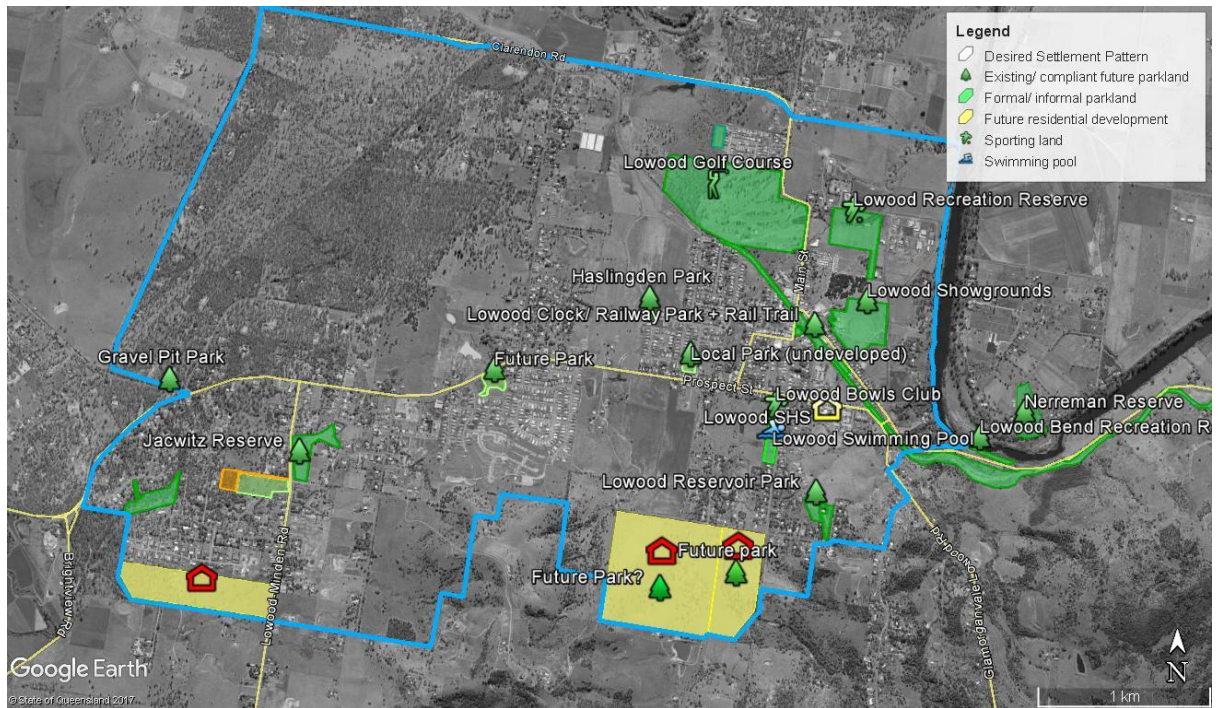 Legend
Desired Settlement Pattern
Existing/ compliant future parkland
Formal/ informal parkland
Future residential development
Sporting land
Swimming pool
Clarendon Rd
Lowood Golf Course
Lowood Recreation Reserve
Main St
Haslingden Park
Lowood Showgrounds
Lowood Clock/ Railway Park + Rail Trail
Gravel Pit Park
Future Park
Local Park (undeveloped)
Prospect St
Lowood Bowls Club
Nerreman Reserve
Lowood SHS
Lowood Bend Recreation R
Jacwitz Reserve
Lowood Swimming Pool
Lowood Reservoir Park
Lowood Minden Rd
Brightview Rd
Future park
Future Park?
Glamorganvale Lowood Rd
Google Earth
© State of Queensland 2017
N
1 km